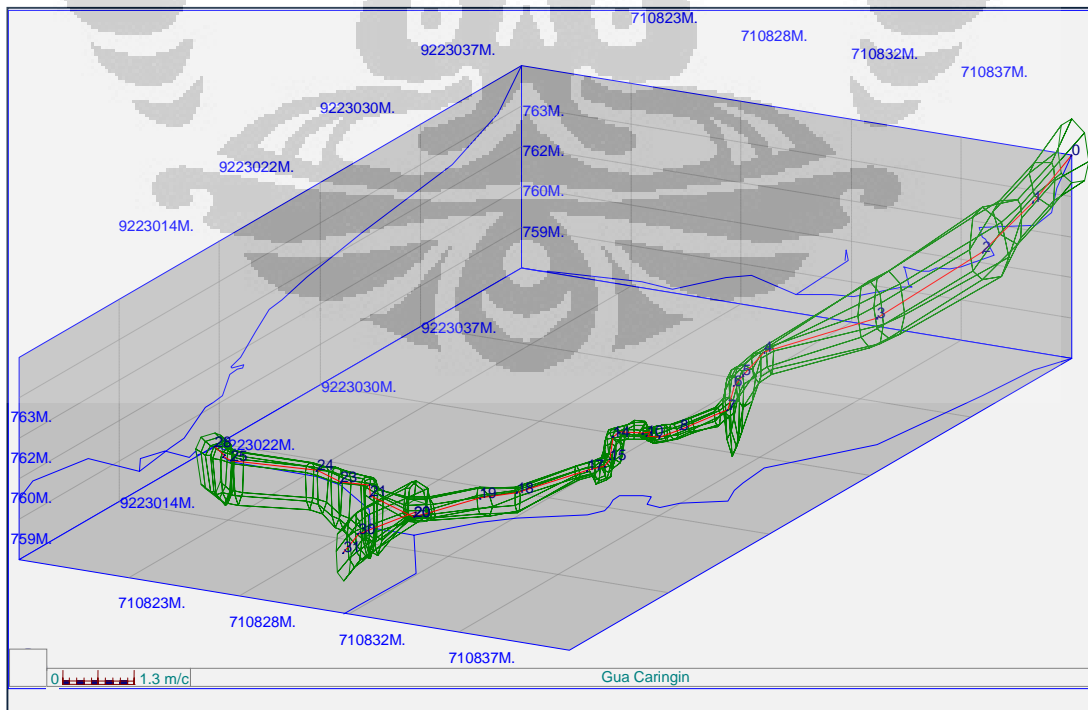 710823M.
710828M.
9223037M.
710832M.
710837M.
9223030M.
763M.
762M.
9223022M.
760M.
9223014M.
759M.
0
1
2
3
9223037M.
4
5
6
9223030M.
7
8
763M.
14
10
26
9223022M.
25
15
762M.
24
17
23
21
19
18
760M.
9223014M.
20
30
759M.
31
710823M.
710828M.
710832M.
710837M.
0 1.3 m/c
Gua Caringin